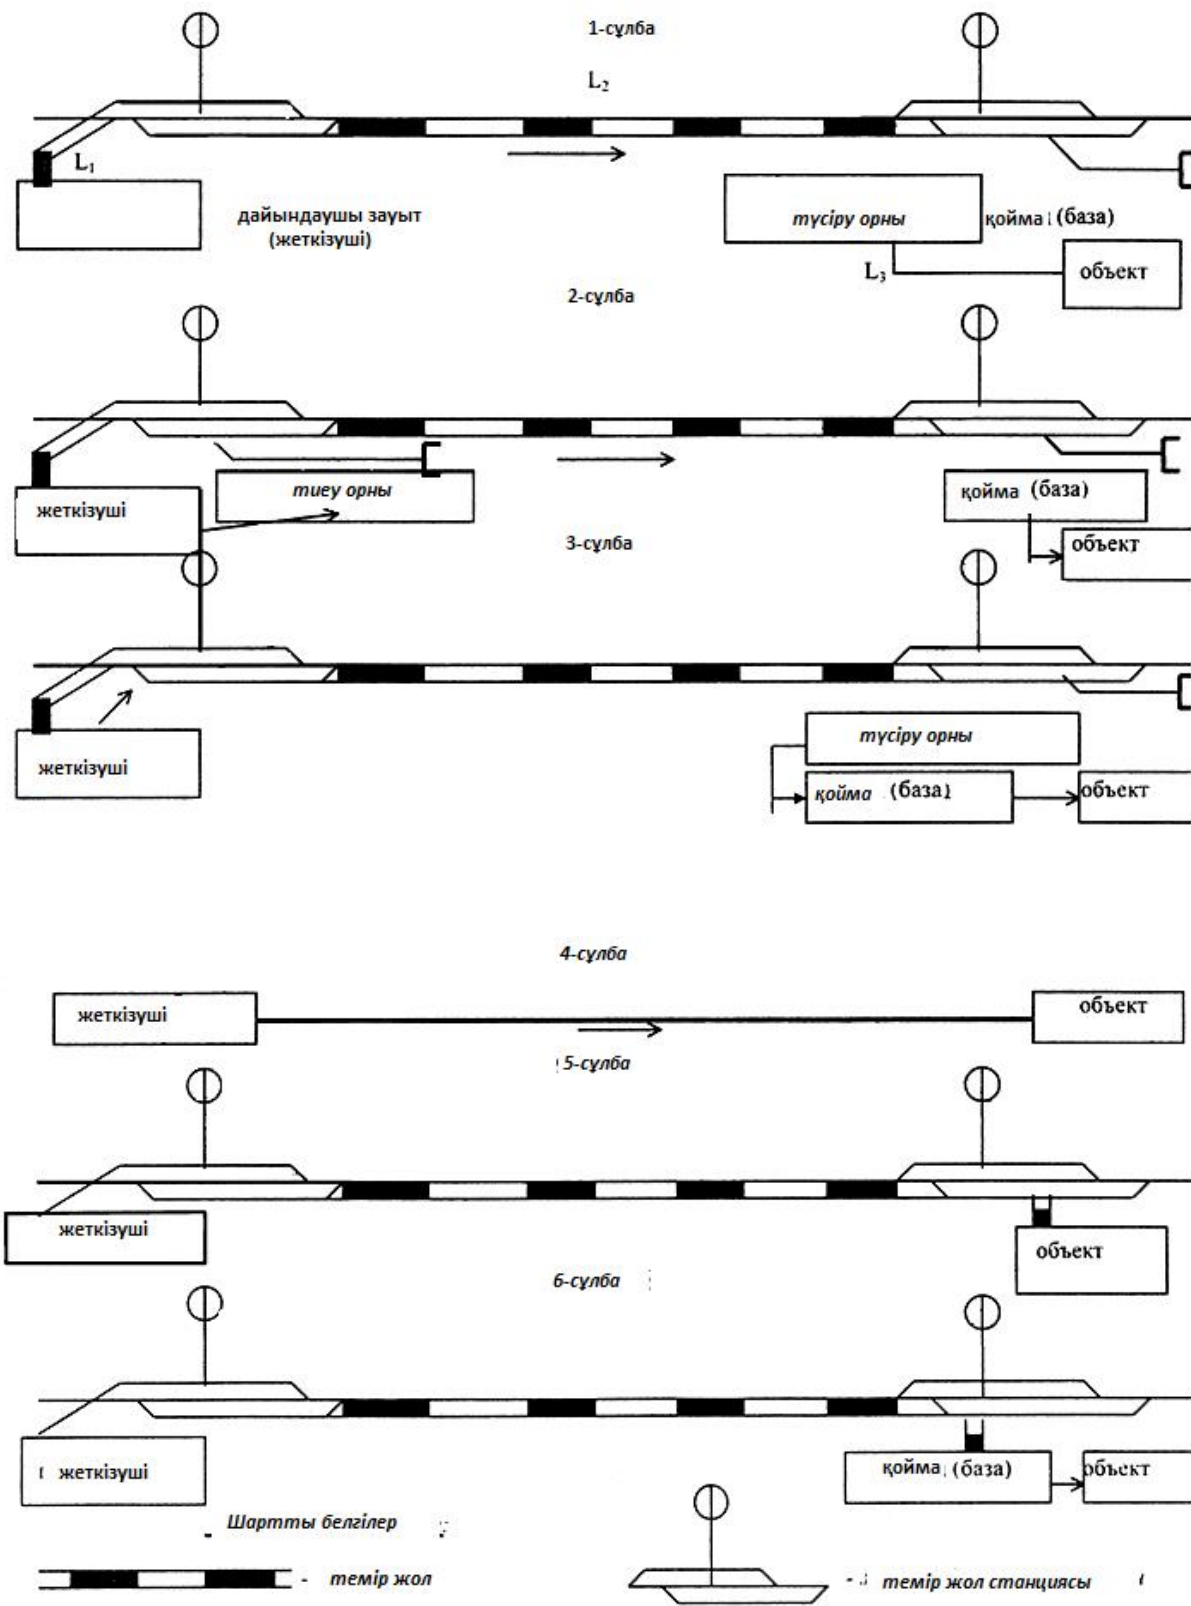 1-сұлба
L₂
L₁
дайындаушы зауыт
(жеткізуші)
түсіру орны
қойма (база)
L₃
объект
2-сұлба
жеткізуші
тиеу орны
қойма (база)
объект
3-сұлба
жеткізуші
түсіру орны
қойма (база)
объект
4-сұлба
жеткізуші
объект
5-сұлба
жеткізуші
объект
6-сұлба
жеткізуші
қойма (база)
объект
Шартты белгілер
- темір жол
- темір жол станциясы